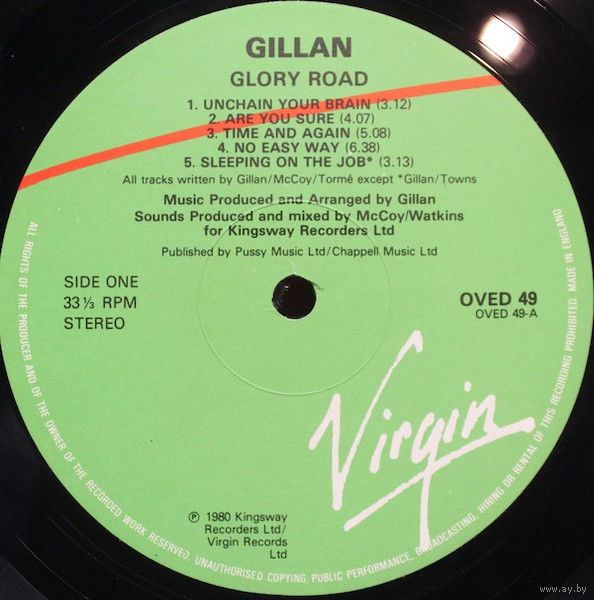 GILLAN
GLORY ROAD
1. UNCHAIN YOUR BRAIN (3.12)
2. ARE YOU SURE (4.07)
3. TIME AND AGAIN (5.08)
4. NO EASY WAY (6.38)
5. SLEEPING ON THE JOB* (3.13)
All tracks written by Gillan/McCoy/Tormé except *Gillan/Towns
Music Produced and Arranged by Gillan
Sounds Produced and mixed by McCoy/Watkins
for Kingsway Recorders Ltd
Published by Pussy Music Ltd/Chappell Music Ltd
SIDE ONE
33⅓ RPM
STEREO
OVED 49
OVED 49-A
Virgin
℗ 1980 Kingsway
Recorders Ltd/
Virgin Records
Ltd
ALL RIGHTS OF THE PRODUCER AND OF THE OWNER OF THE RECORDED WORK RESERVED. UNAUTHORISED COPYING, PUBLIC PERFORMANCE, BROADCASTING, HIRING OR RENTAL OF THIS RECORDING PROHIBITED. MADE IN ENGLAND
www.ay.by